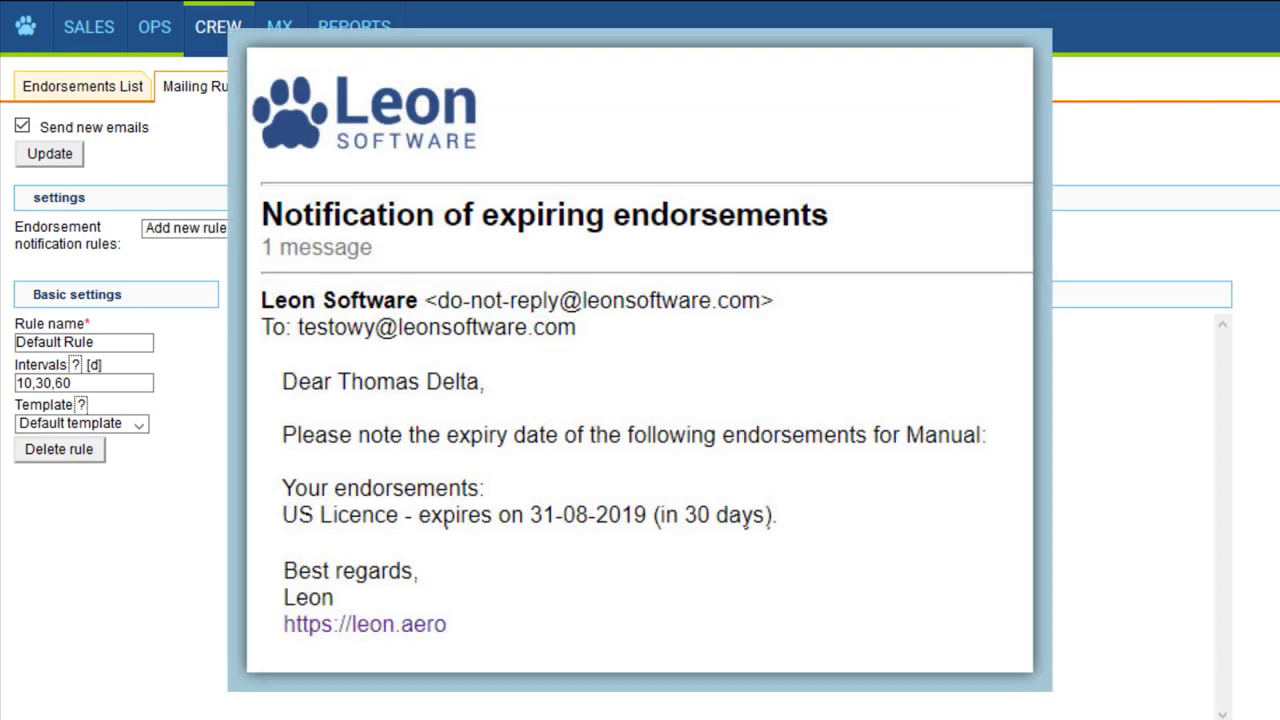 SALES OPS CREW MX REPORTS
Endorsements List Mailing Ru
Send new emails
Update
settings
Endorsement
notification rules:
Add new rule
Basic settings
Rule name*
Default Rule
Intervals ? [d]
10,30,60
Template ?
Default template
Delete rule
Leon
SOFTWARE
Notification of expiring endorsements
1 message
Leon Software <do-not-reply@leonsoftware.com>
To: testowy@leonsoftware.com
Dear Thomas Delta,
Please note the expiry date of the following endorsements for Manual:
Your endorsements:
US Licence - expires on 31-08-2019 (in 30 days).
Best regards,
Leon
https://leon.aero